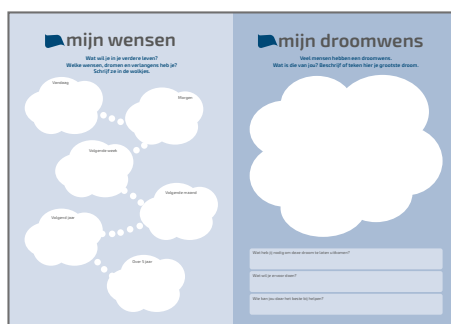 mijn wensen
Wat wil je in je verdere leven?
Welke wensen, dromen en verlangens heb je?
Schrijf ze in de wolkjes.
Vandaag
Morgen
Volgende week
Volgende maand
Volgend jaar
Over 5 jaar
mijn droomwens
Veel mensen hebben een droomwens.
Wat is die van jou? Beschrijf of teken hier je grootste droom.
Wat heb jij nodig om deze droom te laten uitkomen?
Wat wil je ervoor doen?
Wie kan jou daar het beste bij helpen?